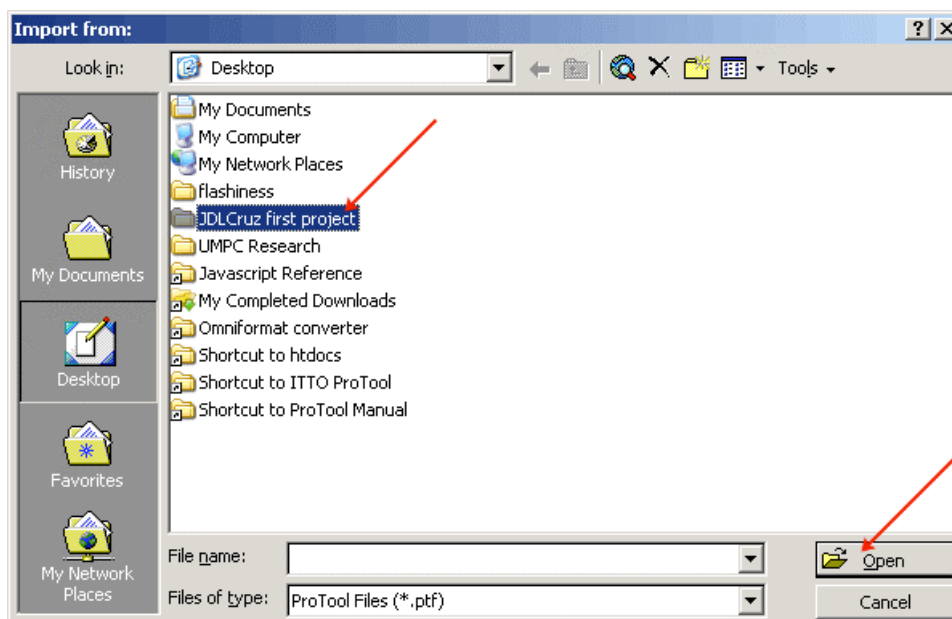 Import from:
Look in:
Desktop
Tools
History
My Documents
Desktop
Favorites
My Network
Places
My Documents
My Computer
My Network Places
flashiness
JDLCruz first project
UMPC Research
Javascript Reference
My Completed Downloads
Omniformat converter
Shortcut to htdocs
Shortcut to ITTO ProTool
Shortcut to ProTool Manual
File name:
Open
Files of type:
ProTool Files (*.ptf)
Cancel